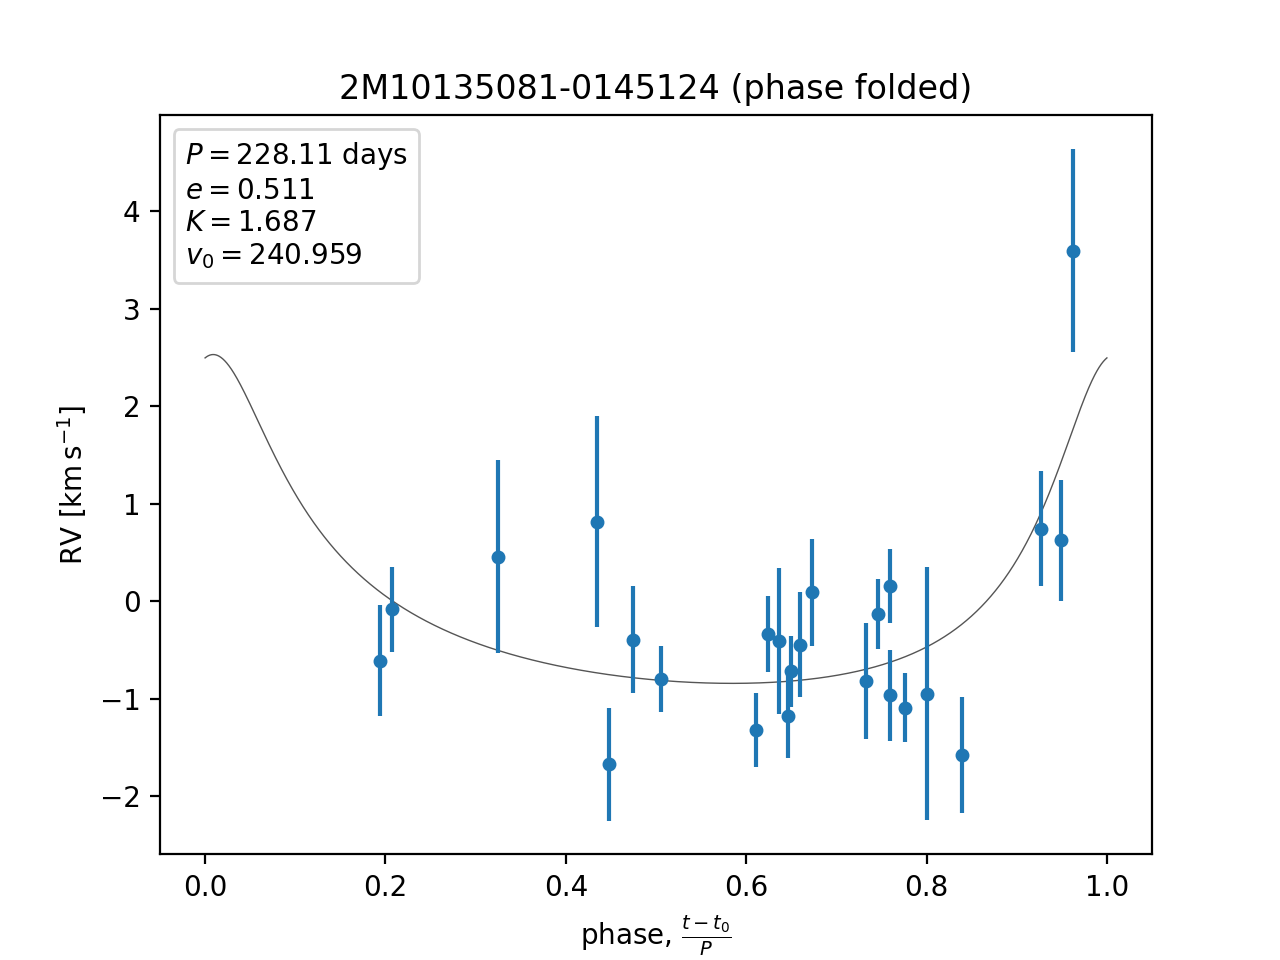 2M10135081-0145124 (phase folded)
P = 228.11 days
e = 0.511
K = 1.687
v₀ = 240.959
4
3
2
1
0
−1
−2
RV [km s⁻¹]
0.0 0.2 0.4 0.6 0.8 1.0
phase, (t − t₀)/P